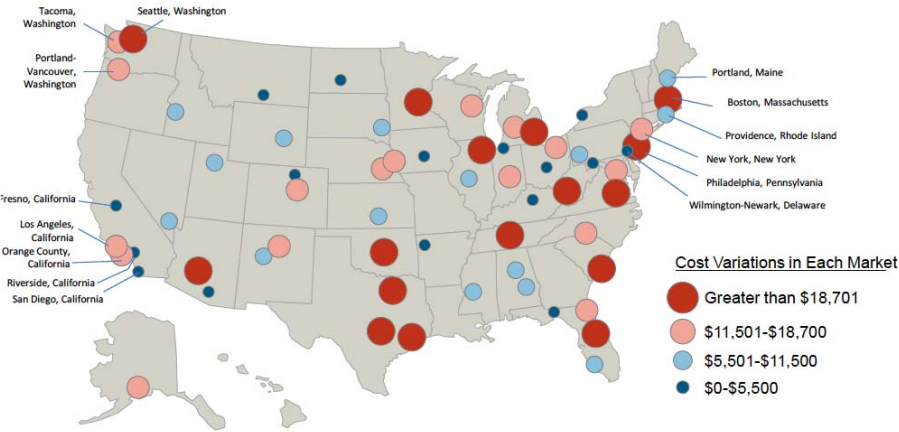 Tacoma,
Washington
Seattle, Washington
Portland-
Vancouver,
Washington
Portland, Maine
Boston, Massachusetts
Providence, Rhode Island
New York, New York
Philadelphia, Pennsylvania
Wilmington-Newark, Delaware
Fresno, California
Los Angeles,
California
Orange County,
California
Riverside, California
San Diego, California
Cost Variations in Each Market
Greater than $18,701
$11,501-$18,700
$5,501-$11,500
$0-$5,500